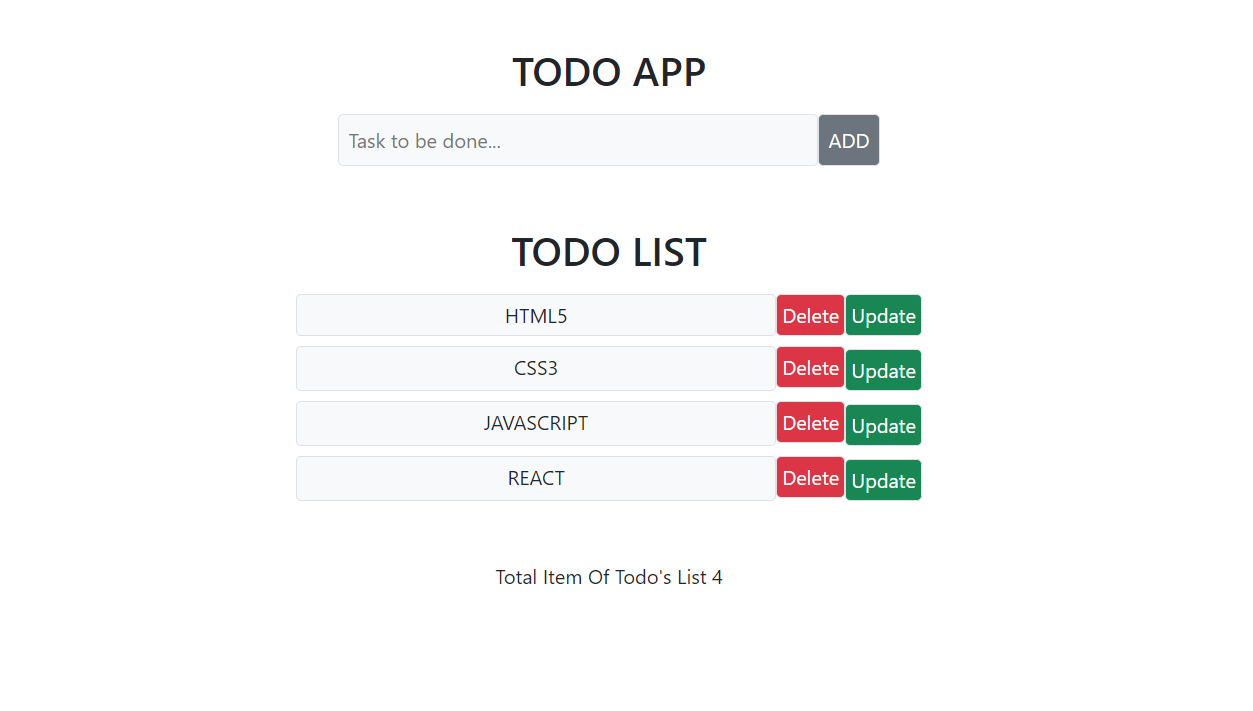 TODO APP
Task to be done... ADD
TODO LIST
HTML5 Delete Update
CSS3 Delete Update
JAVASCRIPT Delete Update
REACT Delete Update
Total Item Of Todo's List 4